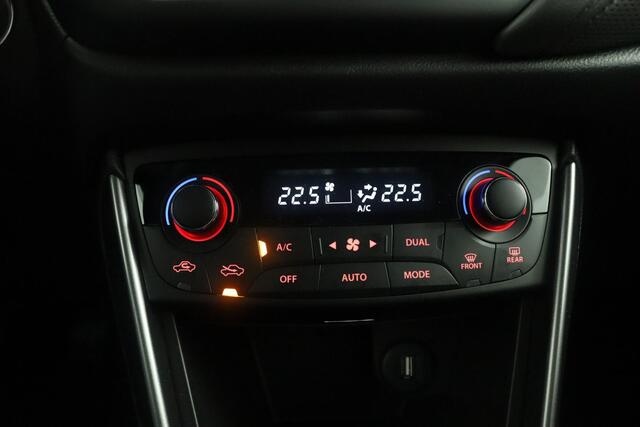 22.5 A/C 22.5
A/C DUAL
OFF AUTO MODE
FRONT REAR